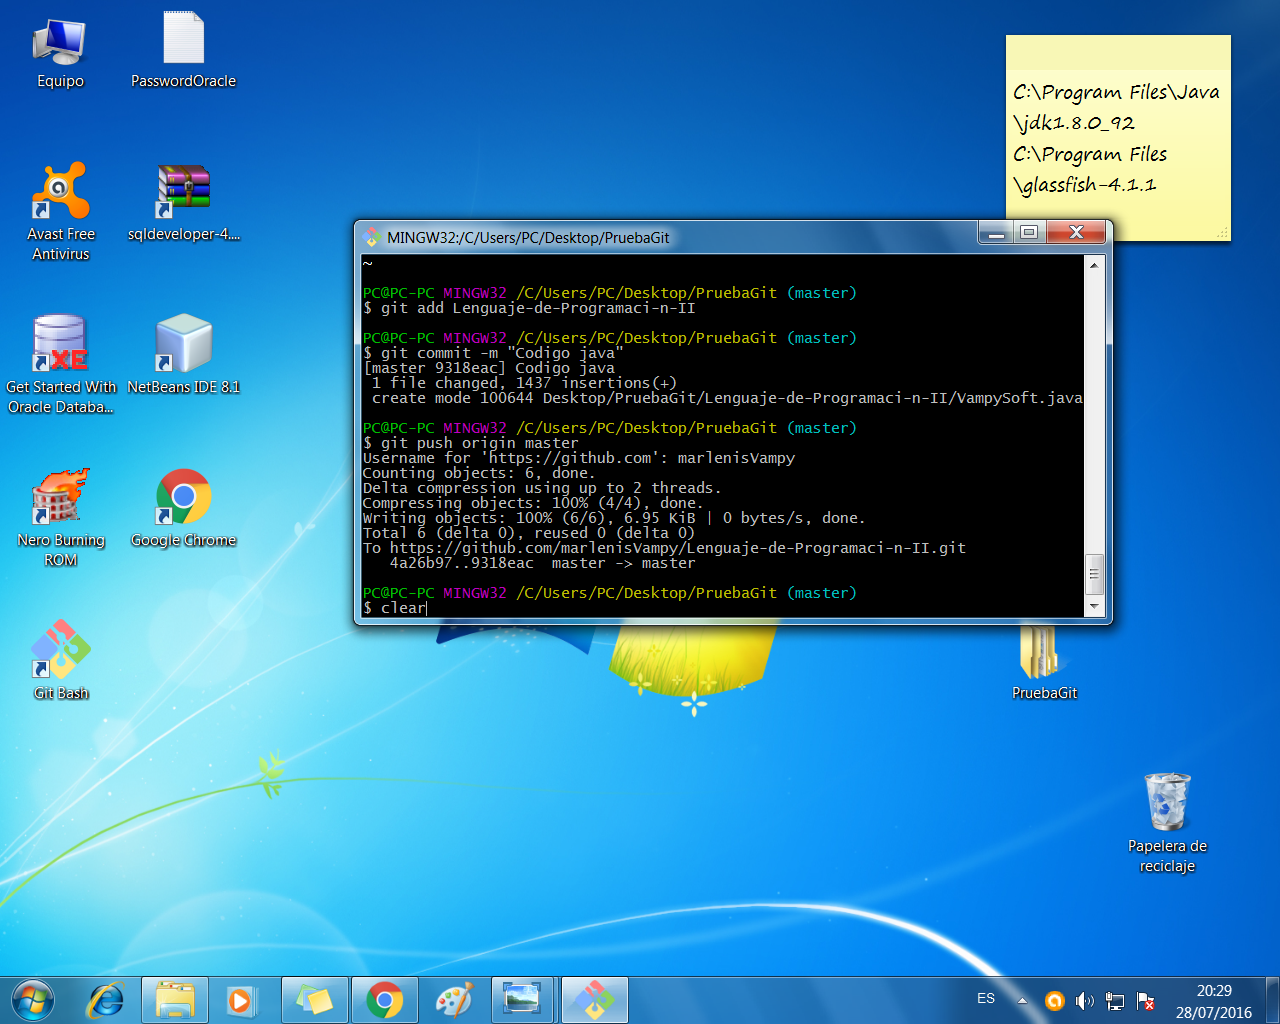 Equipo
PasswordOracle
Avast Free
Antivirus
sqldeveloper-4....
Get Started With
Oracle Databa...
NetBeans IDE 8.1
Nero Burning
ROM
Google Chrome
Git Bash
C:\Program Files\Java
\jdk1.8.0_92
C:\Program Files
\glassfish-4.1.1
MINGW32:/C/Users/PC/Desktop/PruebaGit
~
PC@PC-PC MINGW32 /C/Users/PC/Desktop/PruebaGit (master)
$ git add Lenguaje-de-Programaci-n-II
PC@PC-PC MINGW32 /C/Users/PC/Desktop/PruebaGit (master)
$ git commit -m "Codigo java"
[master 9318eac] Codigo java
 1 file changed, 1437 insertions(+)
 create mode 100644 Desktop/PruebaGit/Lenguaje-de-Programaci-n-II/VampySoft.java
PC@PC-PC MINGW32 /C/Users/PC/Desktop/PruebaGit (master)
$ git push origin master
Username for 'https://github.com': marlenisVampy
Counting objects: 6, done.
Delta compression using up to 2 threads.
Compressing objects: 100% (4/4), done.
Writing objects: 100% (6/6), 6.95 KiB | 0 bytes/s, done.
Total 6 (delta 0), reused 0 (delta 0)
To https://github.com/marlenisVampy/Lenguaje-de-Programaci-n-II.git
   4a26b97..9318eac  master -> master
PC@PC-PC MINGW32 /C/Users/PC/Desktop/PruebaGit (master)
$ clear
PruebaGit
Papelera de
reciclaje
ES
20:29
28/07/2016